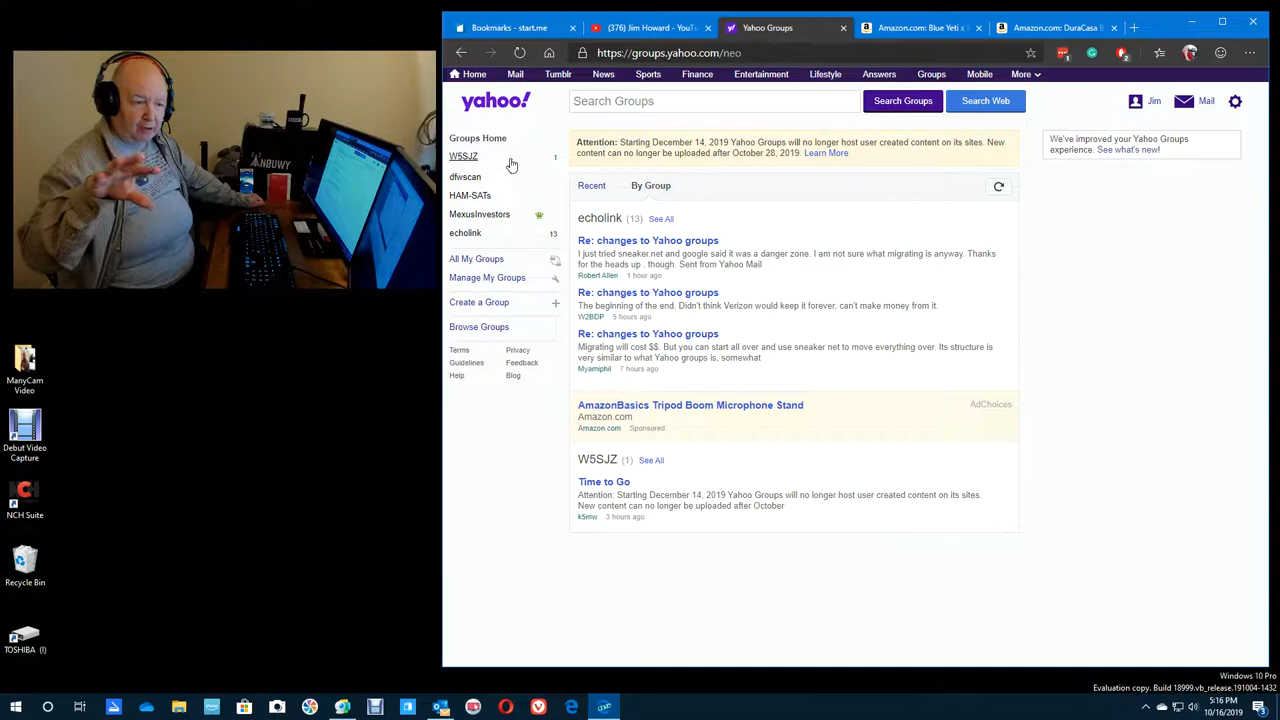 Bookmarks - start.me
(376) Jim Howard - YouTu
Yahoo Groups
Amazon.com: Blue Yeti x R
Amazon.com: DuraCasa B
https://groups.yahoo.com/neo
1
2
Home
Mail
Tumblr
News
Sports
Finance
Entertainment
Lifestyle
Answers
Groups
Mobile
More
yahoo!
Search Groups
Search Groups
Search Web
Jim
Mail
Groups Home
W5SJZ 1
dfwscan
HAM-SATs
MexusInvestors
echolink 13
All My Groups
Manage My Groups
Create a Group
Browse Groups
Terms Privacy
Guidelines Feedback
Help Blog
Attention: Starting December 14, 2019 Yahoo Groups will no longer host user created content on its sites. New
content can no longer be uploaded after October 28, 2019. Learn More
We've improved your Yahoo Groups
experience. See what's new!
Recent By Group
echolink (13) See All
Re: changes to Yahoo groups
I just tried sneaker.net and google said it was a danger zone. I am not sure what migrating is anyway. Thanks
for the heads up , though. Sent from Yahoo Mail
Robert Allen 1 hour ago
Re: changes to Yahoo groups
The beginning of the end. Didn't think Verizon would keep it forever. can't make money from it.
W2BDP 5 hours ago
Re: changes to Yahoo groups
Migrating will cost $$. But you can start all over and use sneaker net to move everything over. Its structure is
very similar to what Yahoo groups is, somewhat
Myamiphil 7 hours ago
AmazonBasics Tripod Boom Microphone Stand
AdChoices
Amazon.com
Amazon com Sponsored
W5SJZ (1) See All
Time to Go
Attention: Starting December 14, 2019 Yahoo Groups will no longer host user created content on its sites.
New content can no longer be uploaded after October
k5mw 3 hours ago
ManyCam
Video
Debut Video
Capture
NCH Suite
Recycle Bin
TOSHIBA (I)
Windows 10 Pro
Evaluation copy. Build 18999.vb_release.191004-1432
5:16 PM
10/16/2019
3